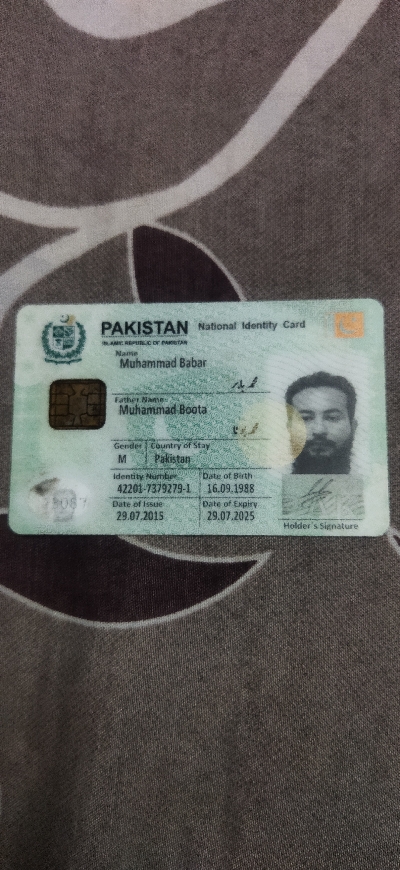 PAKISTAN National Identity Card
ISLAMIC REPUBLIC OF PAKISTAN
Name
Muhammad Babar
محمد بابر
Father Name
Muhammad Boota
محمد بوٹا
Gender Country of Stay
M Pakistan
Identity Number Date of Birth
42201-7379279-1 16.09.1988
Date of Issue Date of Expiry
29.07.2015 29.07.2025
Holder's Signature